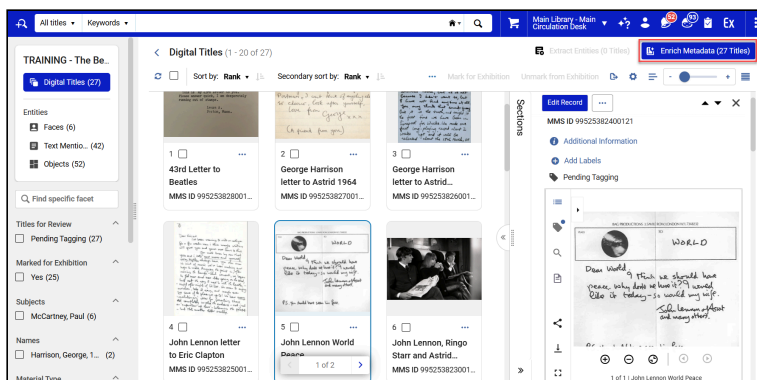 All titles ▾ Keywords ▾
Main Library - Main Circulation Desk
52
93
Ex
TRAINING - The Be..
Digital Titles (27)
Entities
Faces (6)
Text Mentio... (42)
Objects (52)
Find specific facet
Titles for Review
Pending Tagging (27)
Marked for Exhibition
Yes (25)
Subjects
McCartney, Paul (6)
Names
Harrison, George, 1... (2)
Material Type
Digital Titles (1 - 20 of 27)
Extract Entities (0 Titles)
Enrich Metadata (27 Titles)
Sort by: Rank ▾
Secondary sort by: Rank ▾
Mark for Exhibition
Unmark from Exhibition
1
43rd Letter to Beatles
MMS ID 995253828001...
2
George Harrison letter to Astrid 1964
MMS ID 995253827001...
3
George Harrison letter to Astrid...
MMS ID 995253826001...
4
John Lennon letter to Eric Clapton
MMS ID 995253825001...
5
John Lennon World Peace
1 of 2
6
John Lennon, Ringo Starr and Astrid...
MMS ID 995253823001...
Sections
Edit Record
MMS ID 99525382400121
Additional Information
Add Labels
Pending Tagging
WORLD
Dear World,
I think we should have
peace, why dont we have it? I would
like it today - so would my wife.
John Lennon
and many others.
1 of 1 | John Lennon World Peace